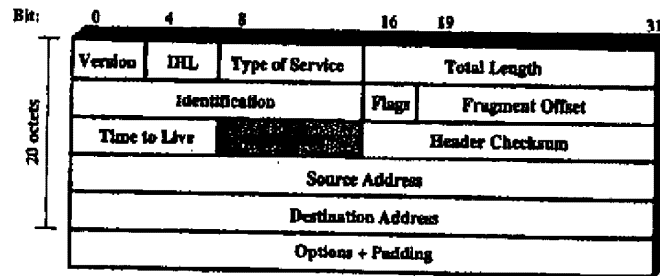 Bit: 0 4 8 16 19 31
Version IHL Type of Service Total Length
Identification Flags Fragment Offset
Time to Live Header Checksum
Source Address
Destination Address
Options + Padding
20 octets